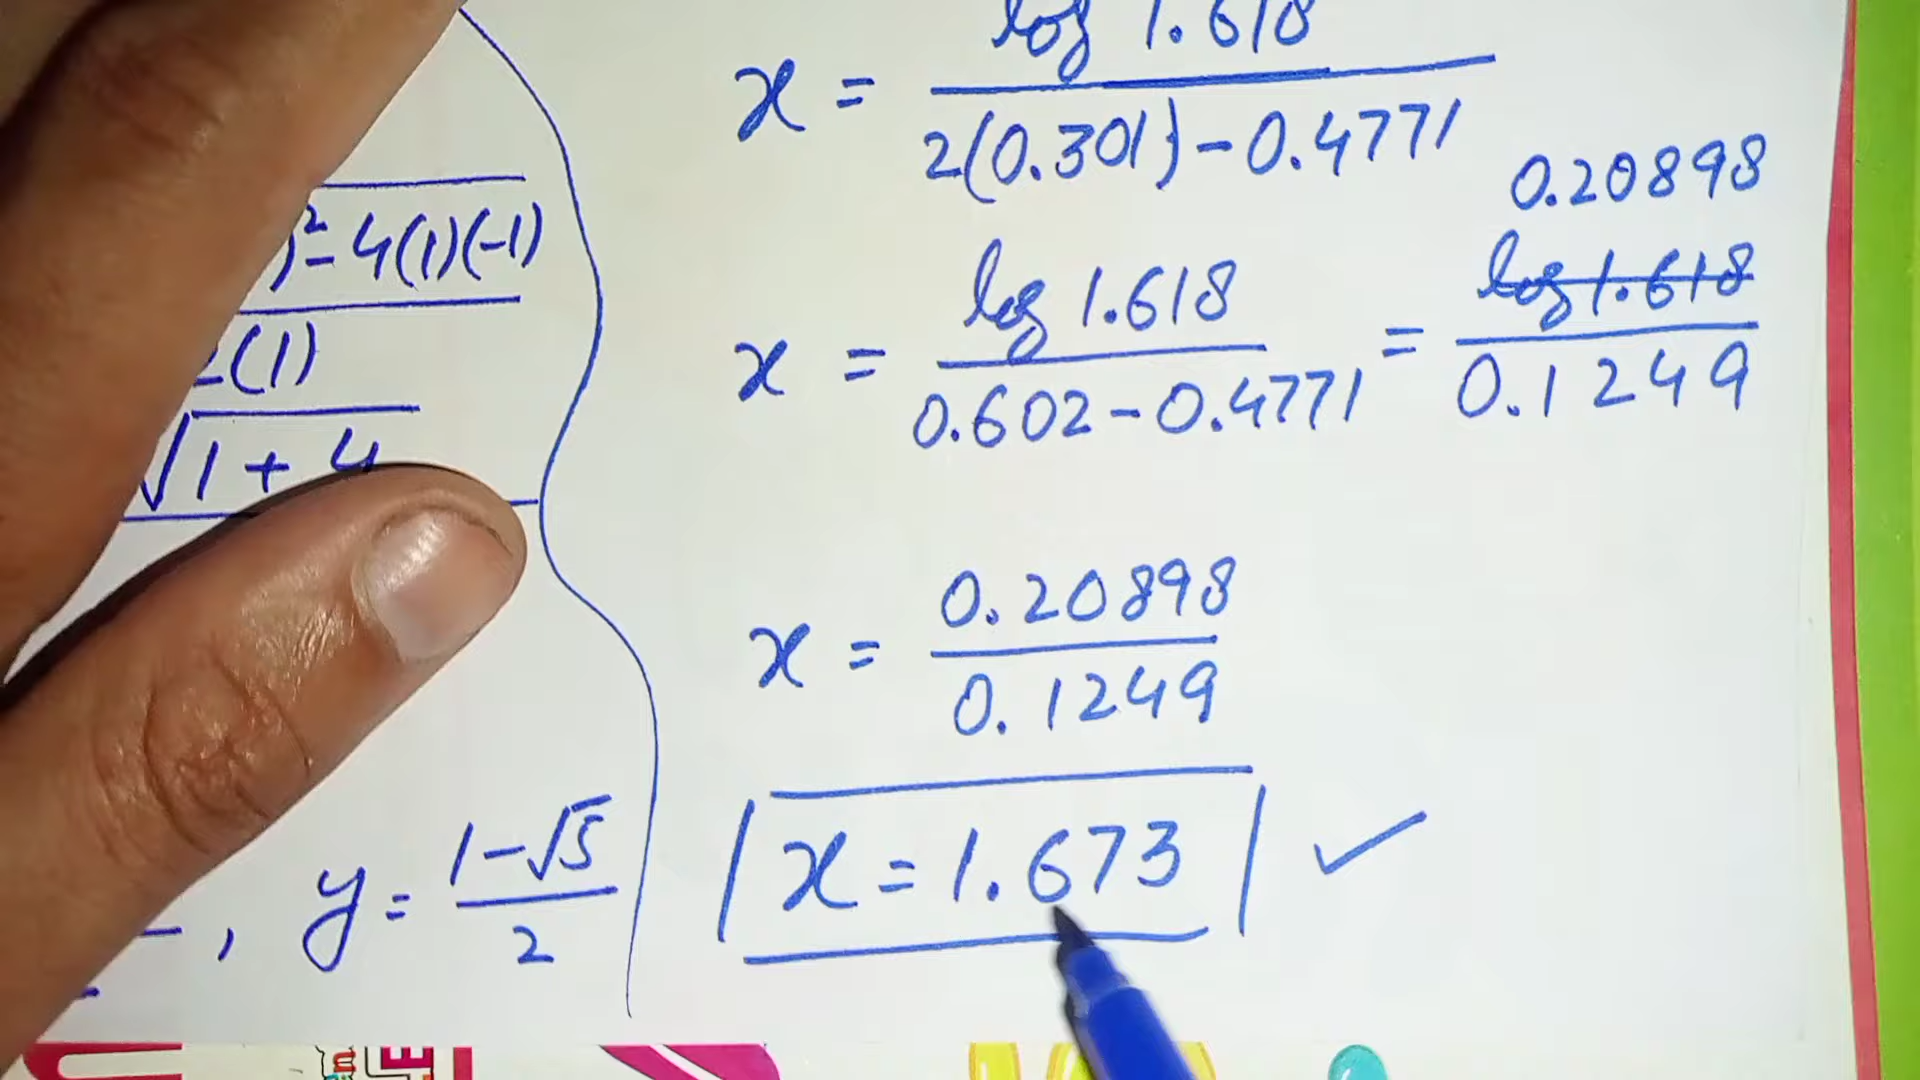 )² - 4(1)(-1)
2(1)
√1 + 4
, y = 1-√5 / 2
x = log 1.618 / 2(0.301) - 0.4771
0.20898
x = log 1.618 / 0.602 - 0.4771 = log 1.618 / 0.1249
x = 0.20898 / 0.1249
x = 1.673 ✓